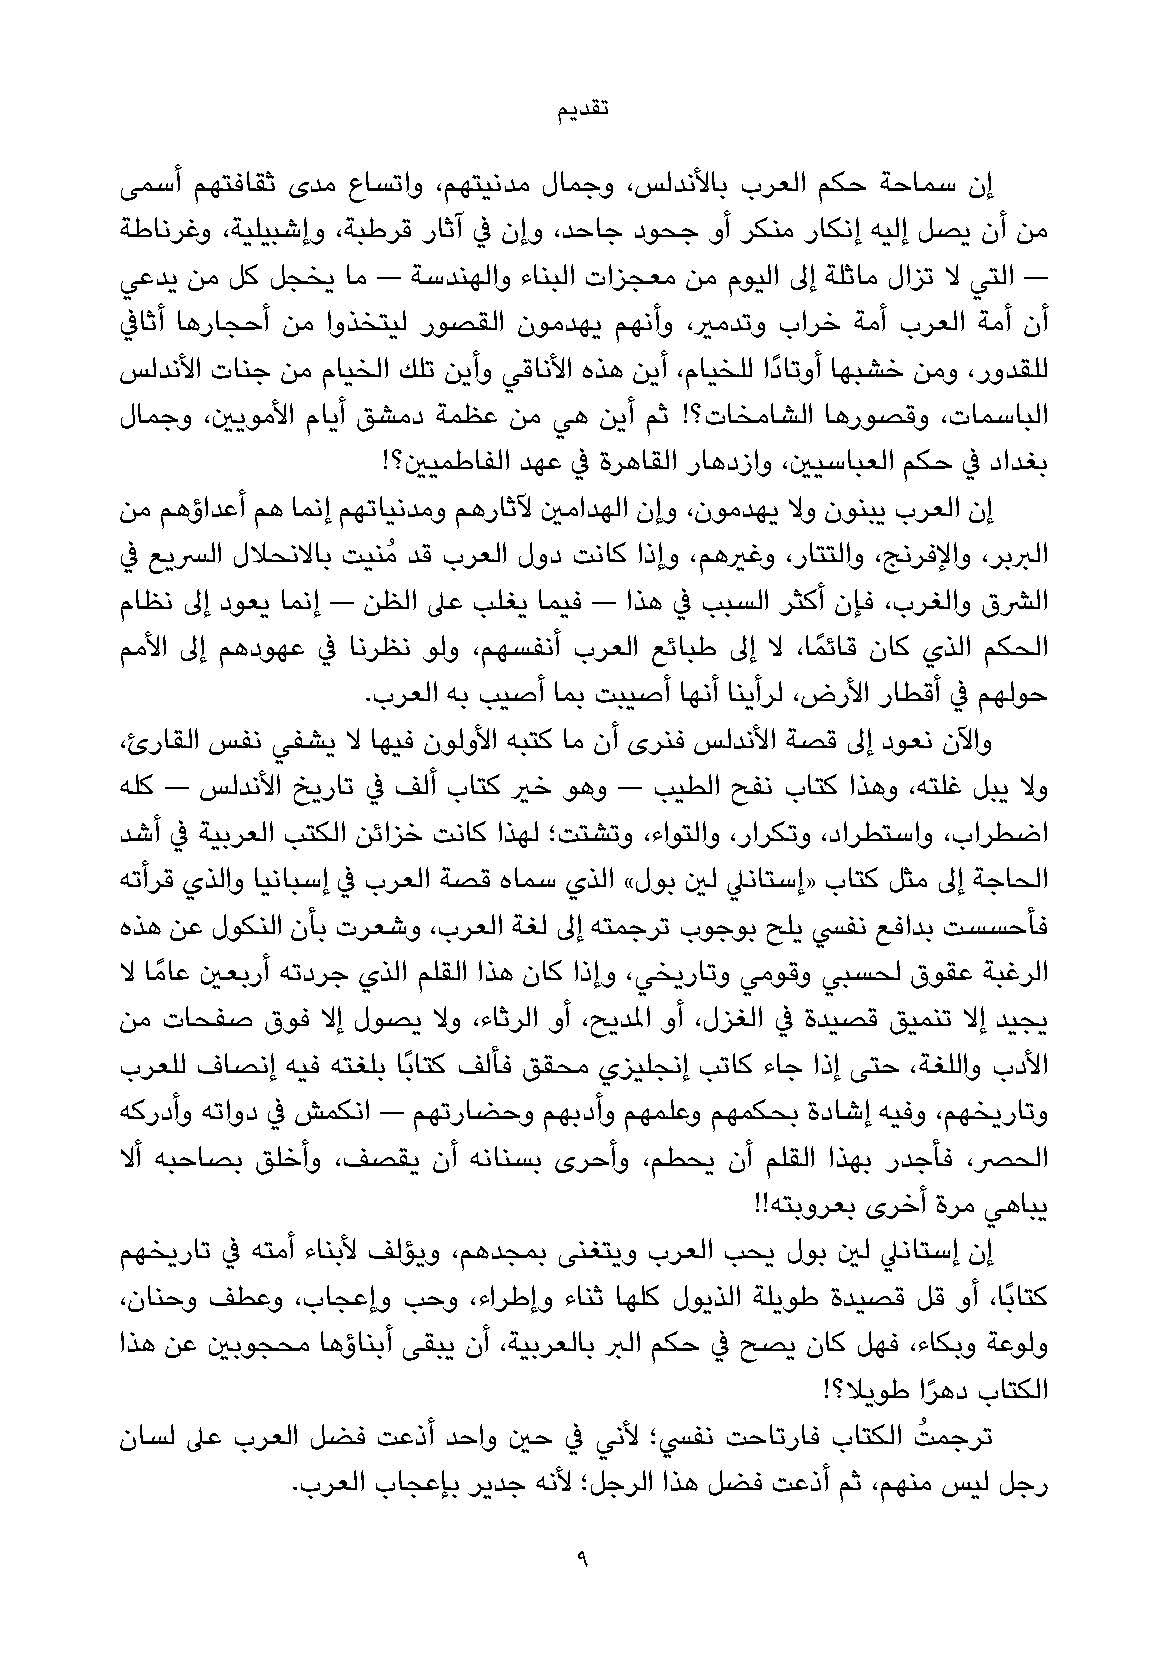 تقديم
إن سماحة حكم العرب بالأندلس، وجمال مدنيتهم، واتساع مدى ثقافتهم أسمى
من أن يصل إليه إنكار منكر أو جحود جاحد، وإن في آثار قرطبة، وإشبيلية، وغرناطة
— التي لا تزال ماثلة إلى اليوم من معجزات البناء والهندسة — ما يخجل كل من يدعي
أن أمة العرب أمة خراب وتدمير، وأنهم يهدمون القصور ليتخذوا من أحجارها أثافي
للقدور، ومن خشبها أوتادًا للخيام، أين هذه الأنافي وأين تلك الخيام من جنات الأندلس
البابسمات، وقصورها الشامخات؟! ثم أين هي من عظمة دمشق أيام الأمويين، وجمال
بغداد في حكم العباسيين، وازدهار القاهرة في عهد الفاطميين؟!
إن العرب يبنون ولا يهدمون، وإن الهدامين لآثارهم ومدنياتهم إنما هم أعداؤهم من
البربر، والإفرنج، والتتار، وغيرهم، وإذا كانت دول العرب قد مُنيت بالانحلال السريع في
الشرق والغرب، فإن أكثر السبب في هذا — فيما يغلب على الظن — إنما يعود إلى نظام
الحكم الذي كان قائمًا، لا إلى طبائع العرب أنفسهم، ولو نظرنا في عهودهم إلى الأمم
حولهم في أقطار الأرض، لرأينا أنها أصيبت بما أصيب به العرب.
والآن نعود إلى قصة الأندلس فنرى أن ما كتبه الأولون فيها لا يشفي نفس القارئ،
ولا يبل غلته، وهذا كتاب نفح الطيب — وهو خير كتاب ألف في تاريخ الأندلس — كله
اضطراب، واستطراد، وتكرار، والتواء، وتشتت؛ لهذا كانت خزائن الكتب العربية في أشد
الحاجة إلى مثل كتاب «إستانلي لين بول» الذي سماه قصة العرب في إسبانيا والذي قرأته
فأحسست بدافع نفسي يلح بوجوب ترجمته إلى لغة العرب، وشعرت بأن النكول عن هذه
الرغبة عقوق لحسبي وقومي وتاريخي، وإذا كان هذا القلم الذي جردته أربعين عامًا لا
يجيد إلا تنميق قصيدة في الغزل، أو المديح، أو الرثاء، ولا يصول إلا فوق صفحات من
الأدب واللغة، حتى إذا جاء كاتب إنجليزي محقق فألف كتابًا بلغته فيه إنصاف للعرب
وتاريخهم، وفيه إشادة بحكمهم وعلمهم وأدبهم وحضارتهم — انكمش في دواته وأدركه
الحصر، فأجدر بهذا القلم أن يحطم، وأحرى بسنانه أن يقصف، وأخلق بصاحبه ألا
يباهي مرة أخرى بعروبته!!
إن إستانلي لين بول يحب العرب ويتغنى بمجدهم، ويؤلف لأبناء أمته في تاريخهم
كتابًا، أو قل قصيدة طويلة الذيول كلها ثناء وإطراء، وحب وإعجاب، وعطف وحنان،
ولوعة وبكاء، فهل كان يصح في حكم البر بالعربية، أن يبقى أبناؤها محجوبين عن هذا
الكتاب دهرًا طويلا؟!
ترجمتُ الكتاب فارتاحت نفسي؛ لأني في حين واحد أذعت فضل العرب على لسان
رجل ليس منهم، ثم أذعت فضل هذا الرجل؛ لأنه جدير بإعجاب العرب.
٩